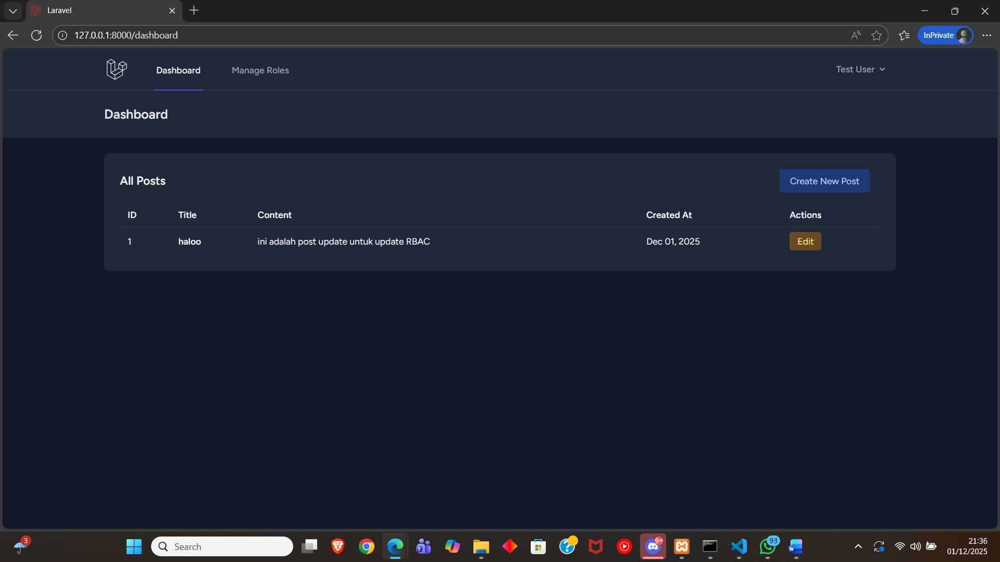 Laravel
127.0.0.1:8000/dashboard
InPrivate
Dashboard
Manage Roles
Test User
Dashboard
All Posts
Create New Post
ID Title Content Created At Actions
1 haloo ini adalah post update untuk update RBAC Dec 01, 2025 Edit
3
Search
9+
93
21:36
01/12/2025